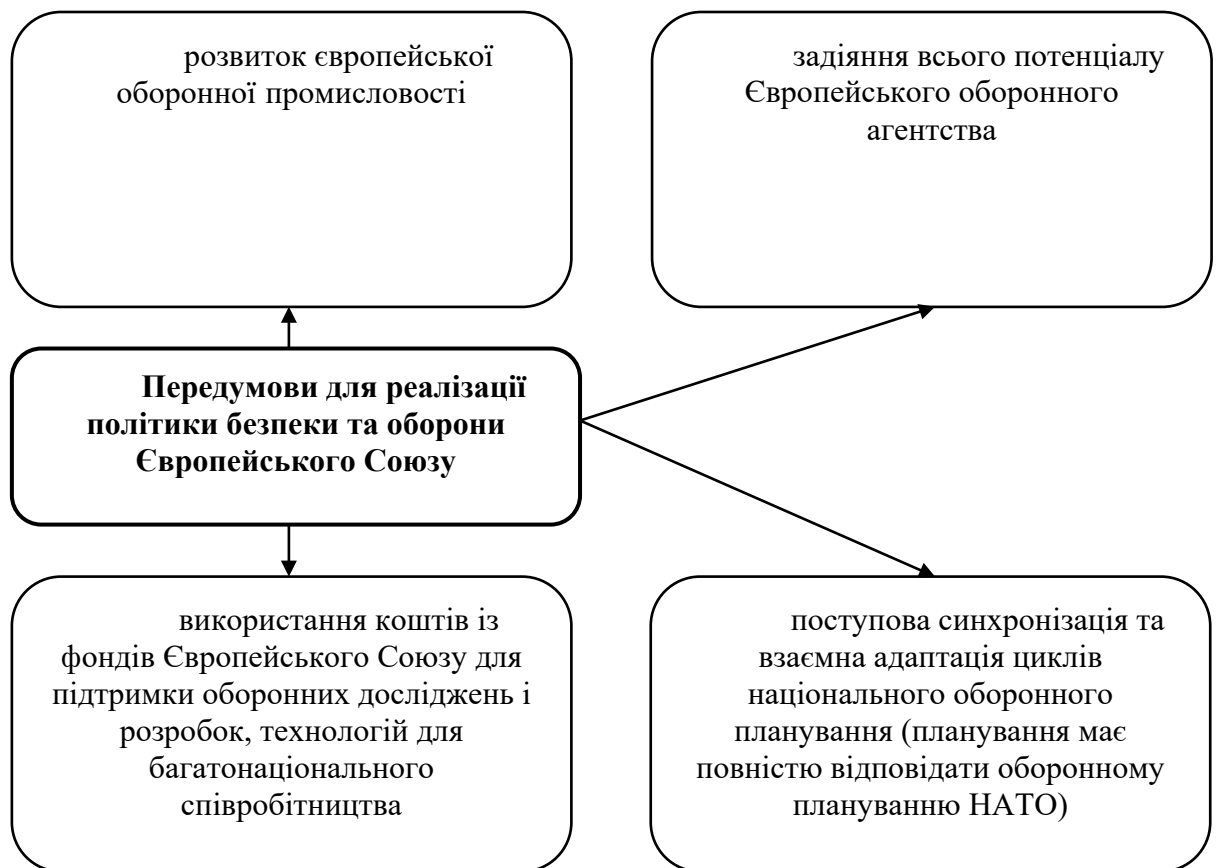 розвиток європейської
оборонної промисловості
задіяння всього потенціалу
Європейського оборонного
агентства
Передумови для реалізації
політики безпеки та оборони
Європейського Союзу
використання коштів із
фондів Європейського Союзу для
підтримки оборонних досліджень і
розробок, технологій для
багатонаціонального
співробітництва
поступова синхронізація та
взаємна адаптація циклів
національного оборонного
планування (планування має
повністю відповідати оборонному
плануванню НАТО)